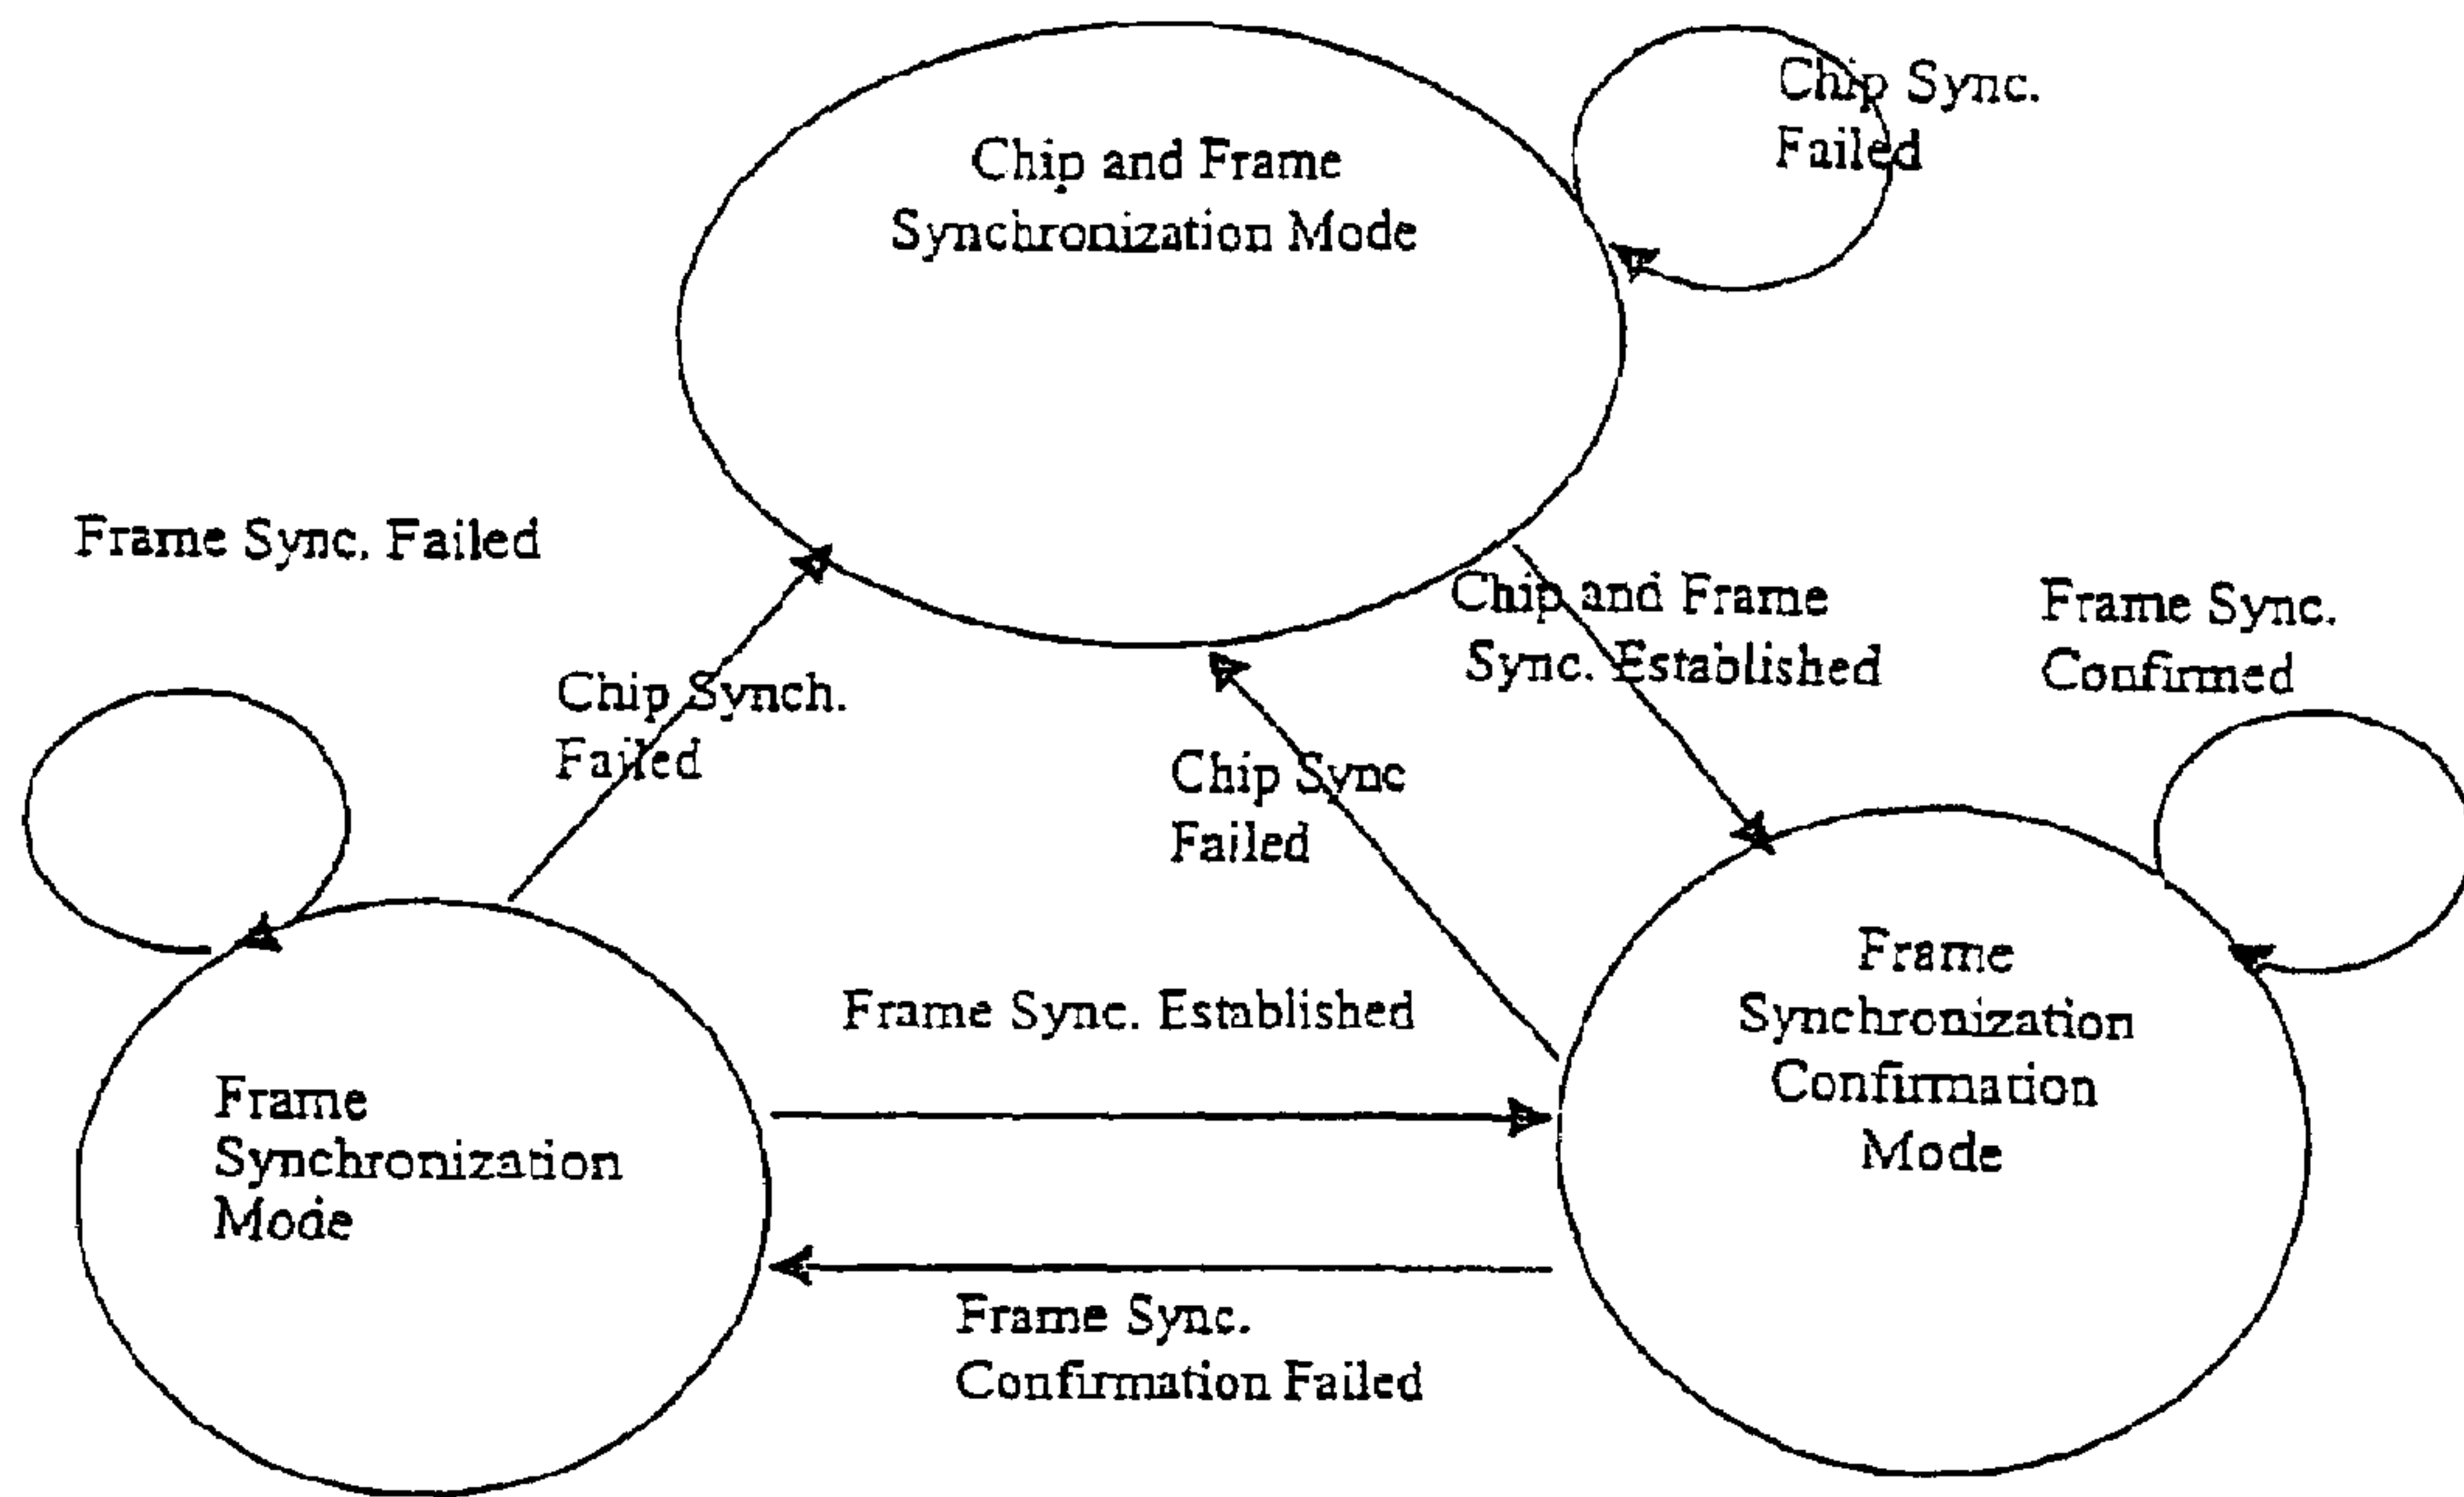 Chip Sync.
Failed
Chip and Frame
Synchronization Mode
Frame Sync. Failed
Chip and Frame
Sync. Established
Frame Sync.
Confirmed
Chip Synch.
Failed
Chip Sync
Failed
Frame
Synchronization
Confirmation
Mode
Frame Sync. Established
Frame
Synchronization
Mode
Frame Sync.
Confirmation Failed